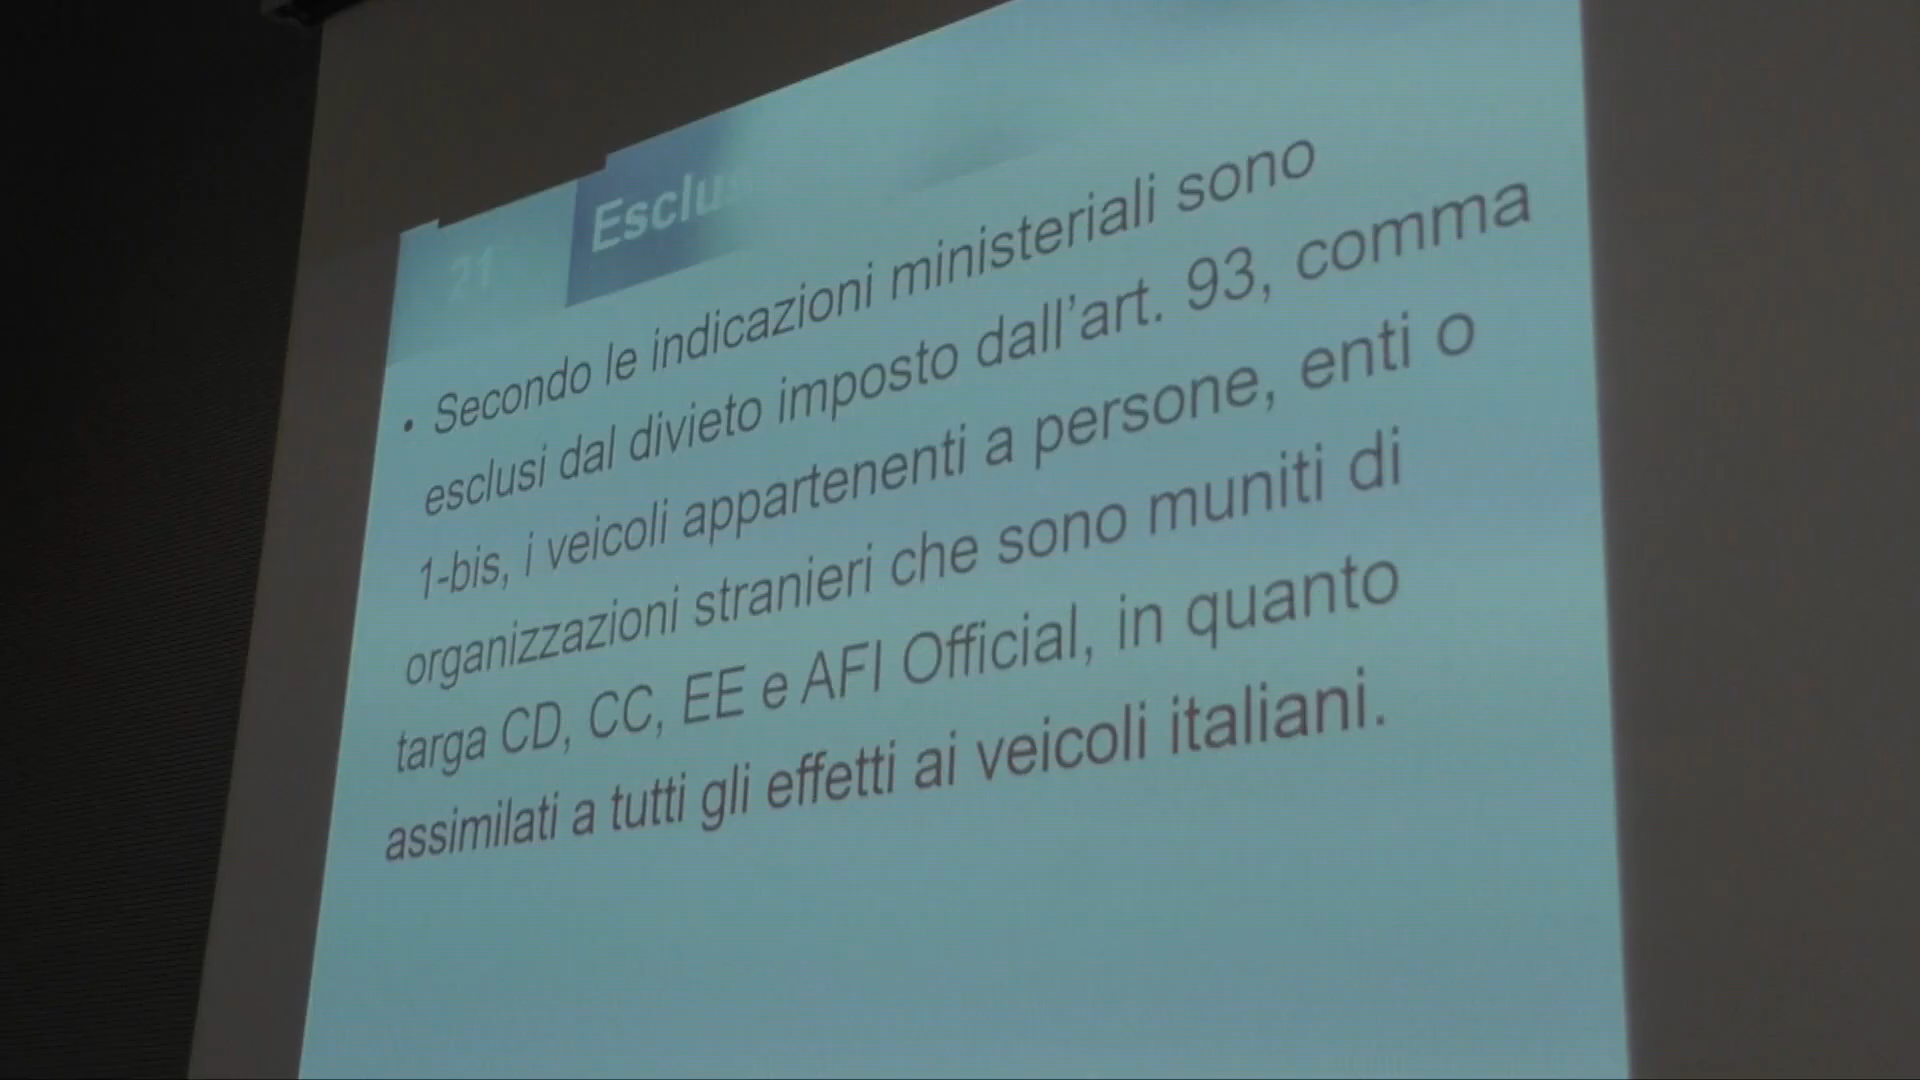 21
• Secondo le indicazioni ministeriali sono
esclusi dal divieto imposto dall'art. 93, comma
1-bis, i veicoli appartenenti a persone, enti o
organizzazioni stranieri che sono muniti di
targa CD, CC, EE e AFI Official, in quanto
assimilati a tutti gli effetti ai veicoli italiani.